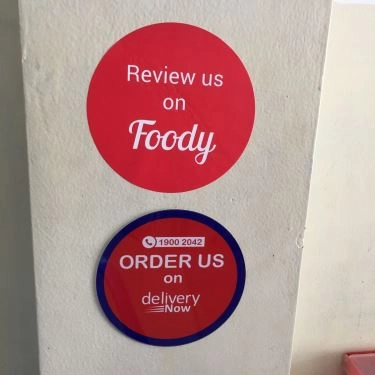 Review us
on
Foody
1900 2042
ORDER US
on
delivery
Now